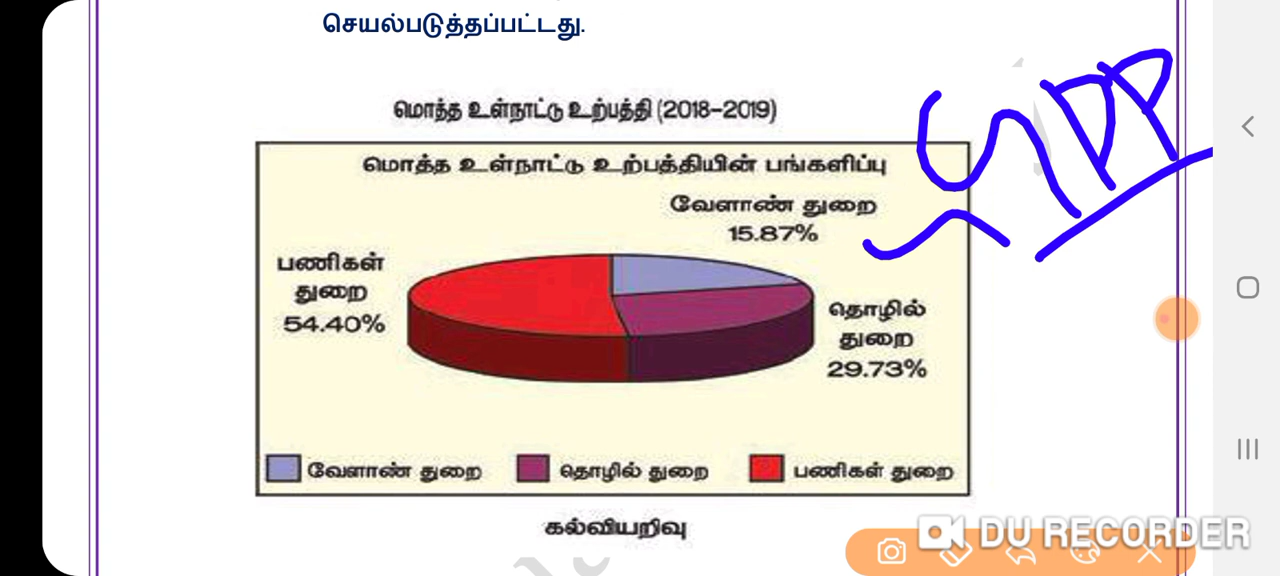 செயல்படுத்தப்பட்டது.
மொத்த உள்நாட்டு உற்பத்தி (2018-2019)
GDP
மொத்த உள்நாட்டு உற்பத்தியின் பங்களிப்பு
வேளாண் துறை
15.87%
பணிகள்
துறை
54.40%
தொழில்
துறை
29.73%
வேளாண் துறை தொழில் துறை பணிகள் துறை
கல்வியறிவு
DU RECORDER